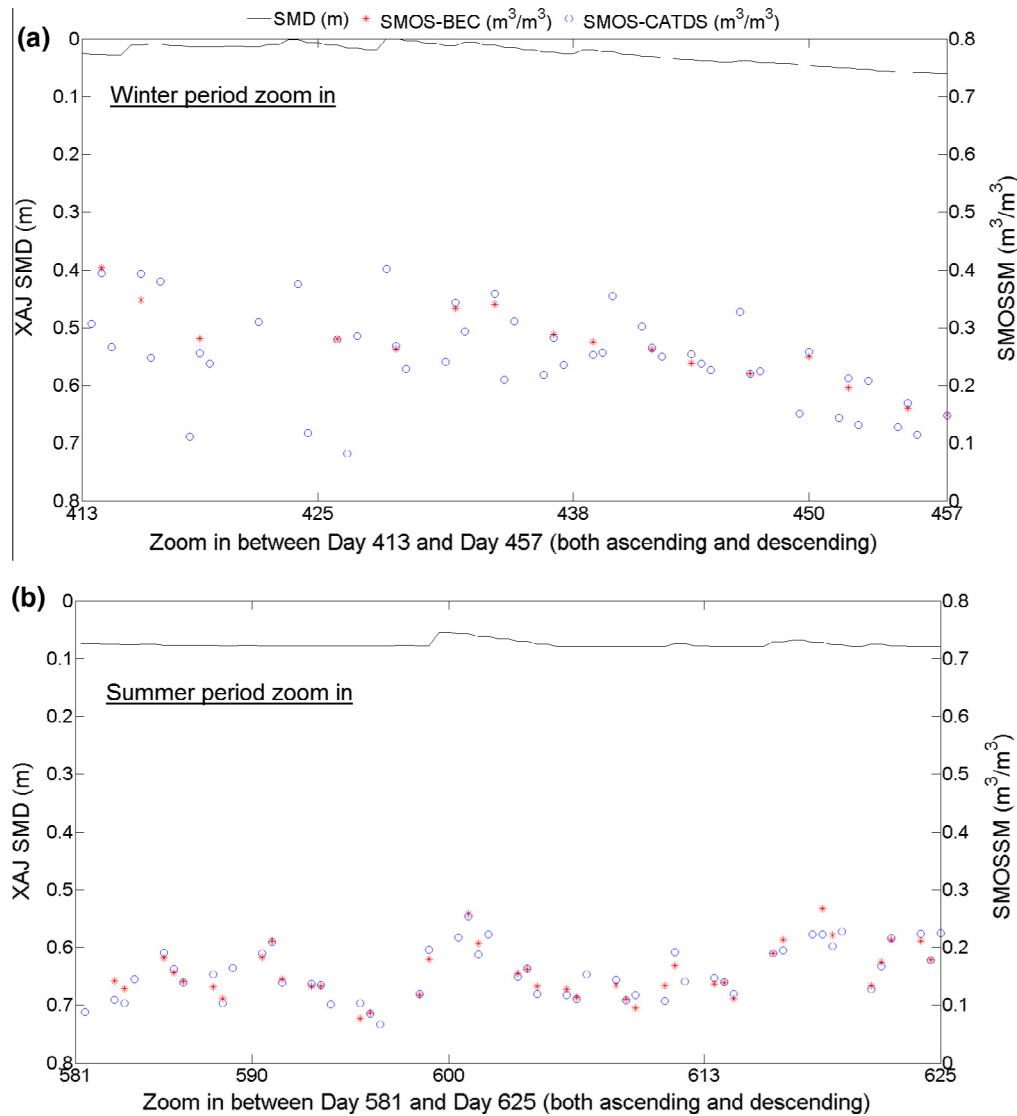 SMD (m) * SMOS-BEC (m³/m³) ○ SMOS-CATDS (m³/m³)
(a)
Winter period zoom in
XAJ SMD (m)
0
0.1
0.2
0.3
0.4
0.5
0.6
0.7
0.8
SMOSSM (m³/m³)
0.8
0.7
0.6
0.5
0.4
0.3
0.2
0.1
0
413 425 438 450 457
Zoom in between Day 413 and Day 457 (both ascending and descending)
(b)
Summer period zoom in
XAJ SMD (m)
0
0.1
0.2
0.3
0.4
0.5
0.6
0.7
0.8
SMOSSM (m³/m³)
0.8
0.7
0.6
0.5
0.4
0.3
0.2
0.1
0
581 590 600 613 625
Zoom in between Day 581 and Day 625 (both ascending and descending)